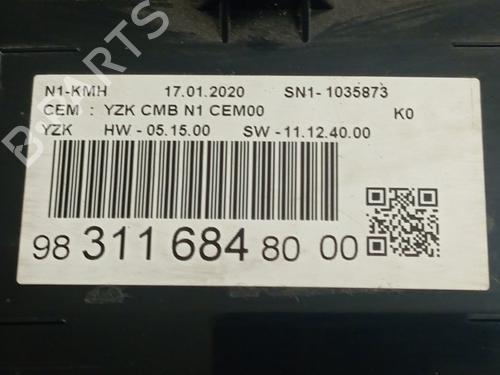 N1-KMH 17.01.2020 SN1- 1035873
CEM : YZK CMB N1 CEM00 K0
YZK HW - 05.15.00 SW - 11.12.40.00
98 311 684 80 00